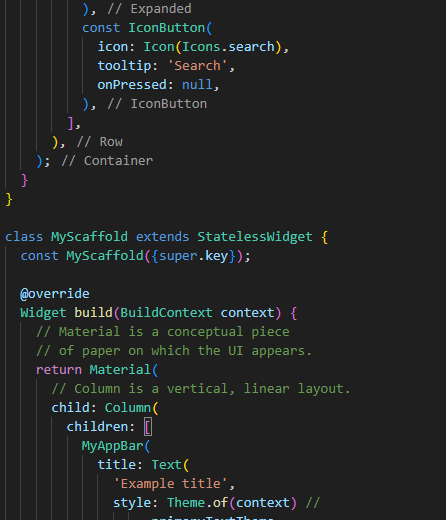 ), // Expanded
const IconButton(
icon: Icon(Icons.search),
tooltip: 'Search',
onPressed: null,
), // IconButton
],
), // Row
); // Container
}
}
class MyScaffold extends StatelessWidget {
const MyScaffold({super.key});
@override
Widget build(BuildContext context) {
// Material is a conceptual piece
// of paper on which the UI appears.
return Material(
// Column is a vertical, linear layout.
child: Column(
children: [
MyAppBar(
title: Text(
'Example title',
style: Theme.of(context) //
.primaryTextTheme